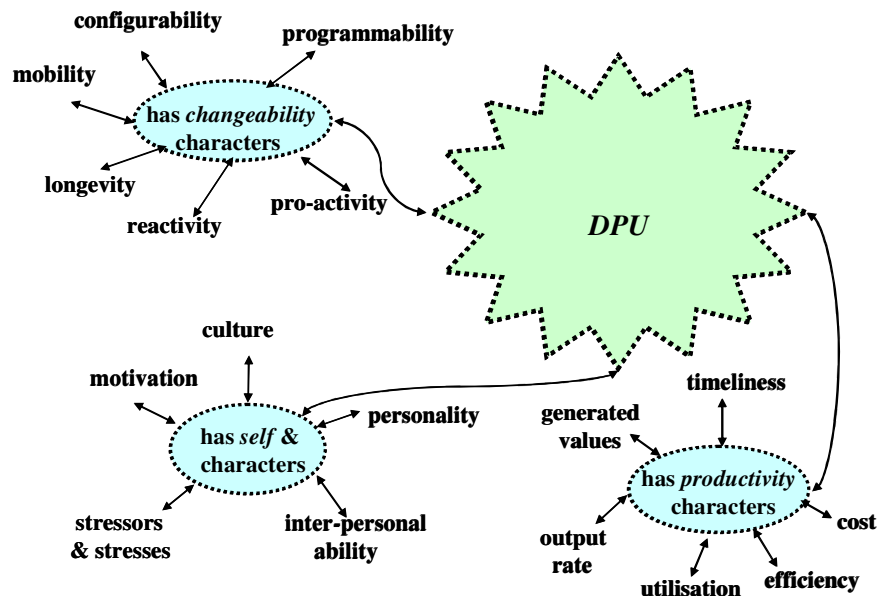 configurability
programmability
mobility
has changeability
characters
longevity
reactivity
pro-activity
DPU
culture
motivation
personality
has self &
characters
stressors
& stresses
inter-personal
ability
timeliness
generated
values
has productivity
characters
output
rate
cost
utilisation
efficiency